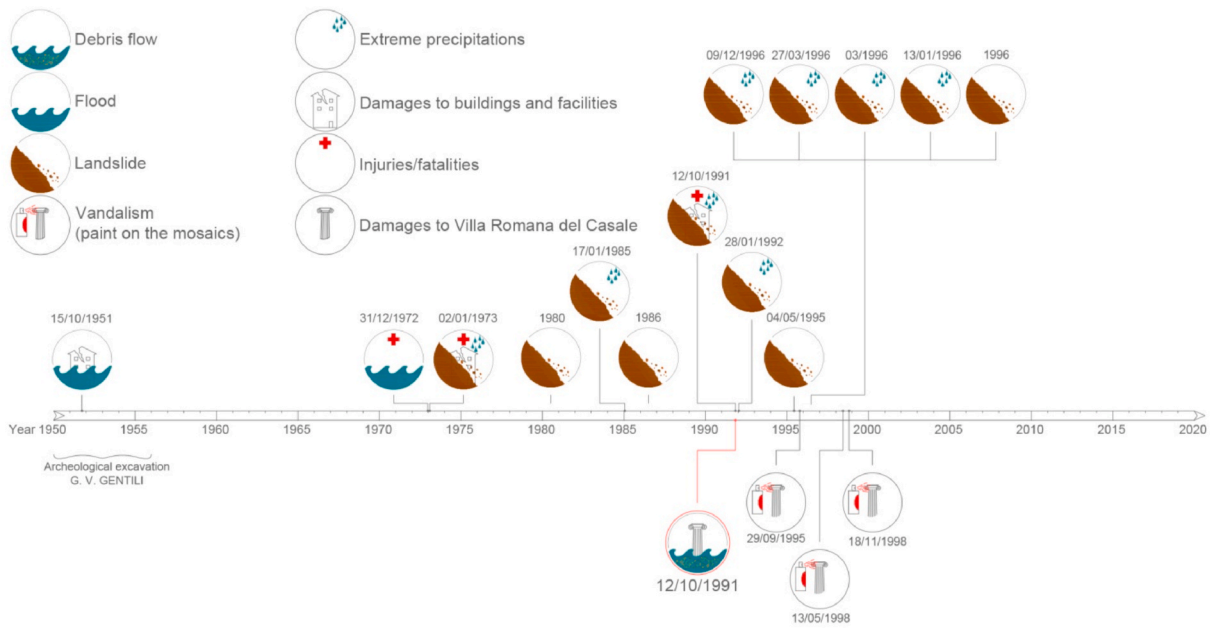 Debris flow
Extreme precipitations
Flood
Damages to buildings and facilities
Landslide
Injuries/fatalities
Vandalism
(paint on the mosaics)
Damages to Villa Romana del Casale
09/12/1996 27/03/1996 03/1996 13/01/1996 1996
12/10/1991
17/01/1985
28/01/1992
15/10/1951
31/12/1972 02/01/1973
1980
1986
04/05/1995
Year 1950 1955 1960 1965 1970 1975 1980 1985 1990 1995 2000 2005 2010 2015 2020
Archeological excavation
G. V. GENTILI
29/09/1995
18/11/1998
12/10/1991
13/05/1998